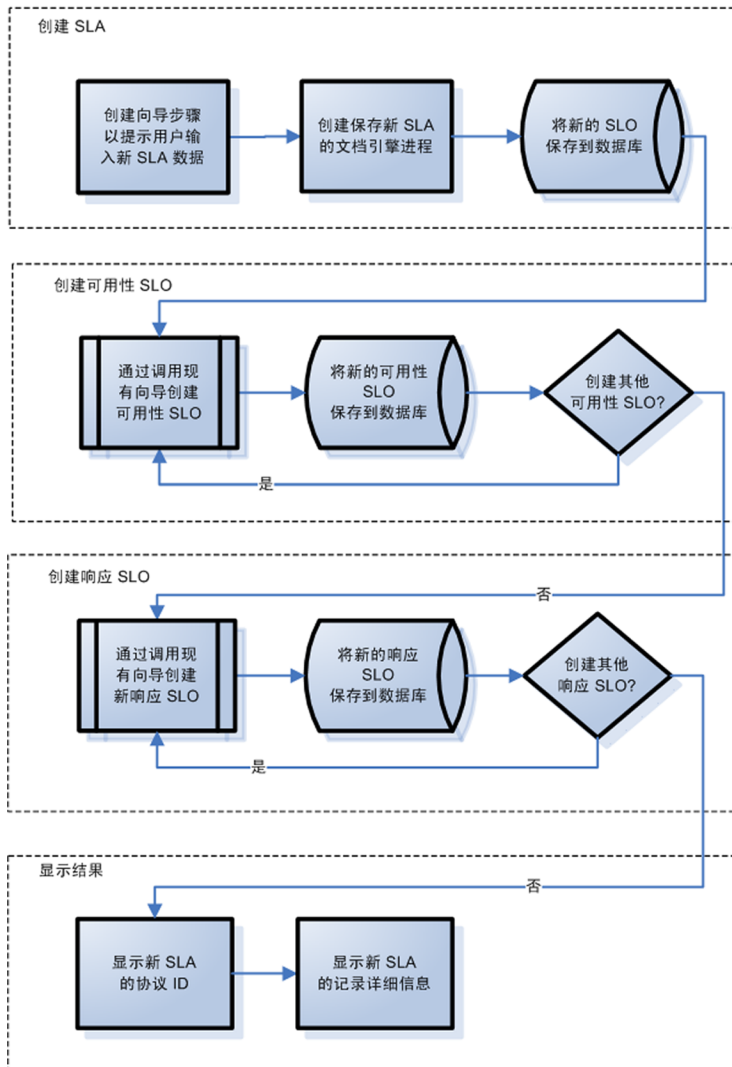 创建 SLA
创建向导步骤
以提示用户输
入新 SLA 数据
创建保存新 SLA
的文档引擎进程
将新的 SLO
保存到数据库
创建可用性 SLO
通过调用现
有向导创建
可用性 SLO
将新的可用性
SLO
保存到数据库
创建其他
可用性 SLO?
是
创建响应 SLO
否
通过调用现
有向导创建
新响应 SLO
将新的响应
SLO
保存到数据库
创建其他
响应 SLO?
是
显示结果
否
显示新 SLA
的协议 ID
显示新 SLA
的记录详细信息